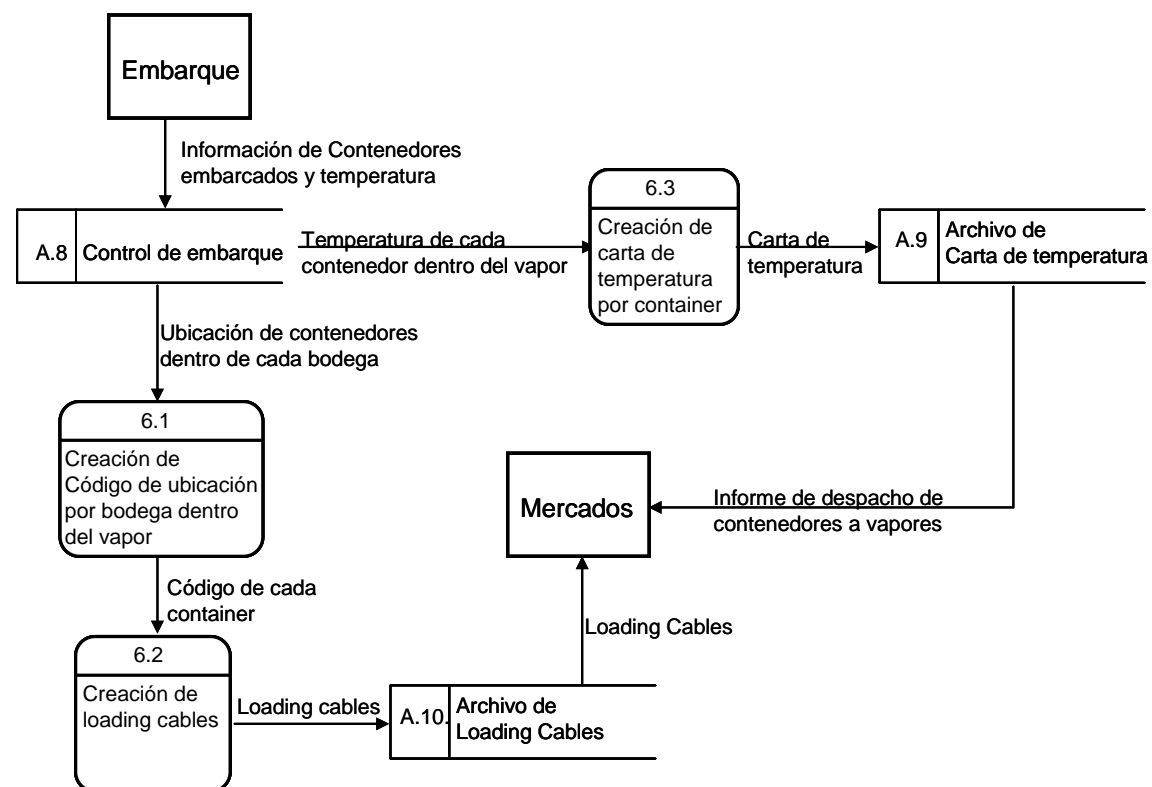 Embarque
Información de Contenedores
embarcados y temperatura
A.8
Control de embarque
Temperatura de cada
contenedor dentro del vapor
6.3
Creación de
carta de
temperatura
por container
Carta de
temperatura
A.9
Archivo de
Carta de temperatura
Ubicación de contenedores
dentro de cada bodega
6.1
Creación de
Código de ubicación
por bodega dentro
del vapor
Mercados
Informe de despacho de
contenedores a vapores
Código de cada
container
Loading Cables
6.2
Creación de
loading cables
Loading cables
A.10.
Archivo de
Loading Cables